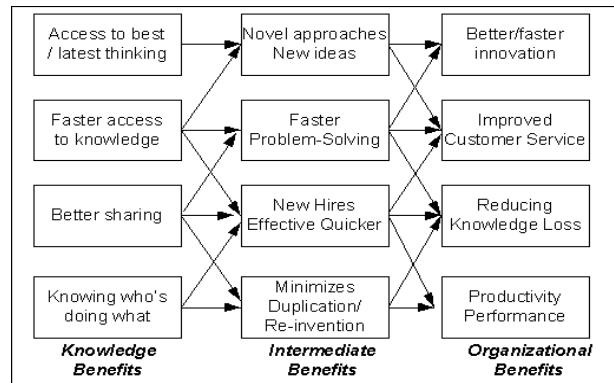 Access to best
/ latest thinking
Novel approaches
New ideas
Better/faster
innovation
Faster access
to knowledge
Faster
Problem-Solving
Improved
Customer Service
Better sharing
New Hires
Effective Quicker
Reducing
Knowledge Loss
Knowing who's
doing what
Minimizes
Duplication/
Re-invention
Productivity
Performance
Knowledge
Benefits
Intermediate Benefits
Organizational
Benefits